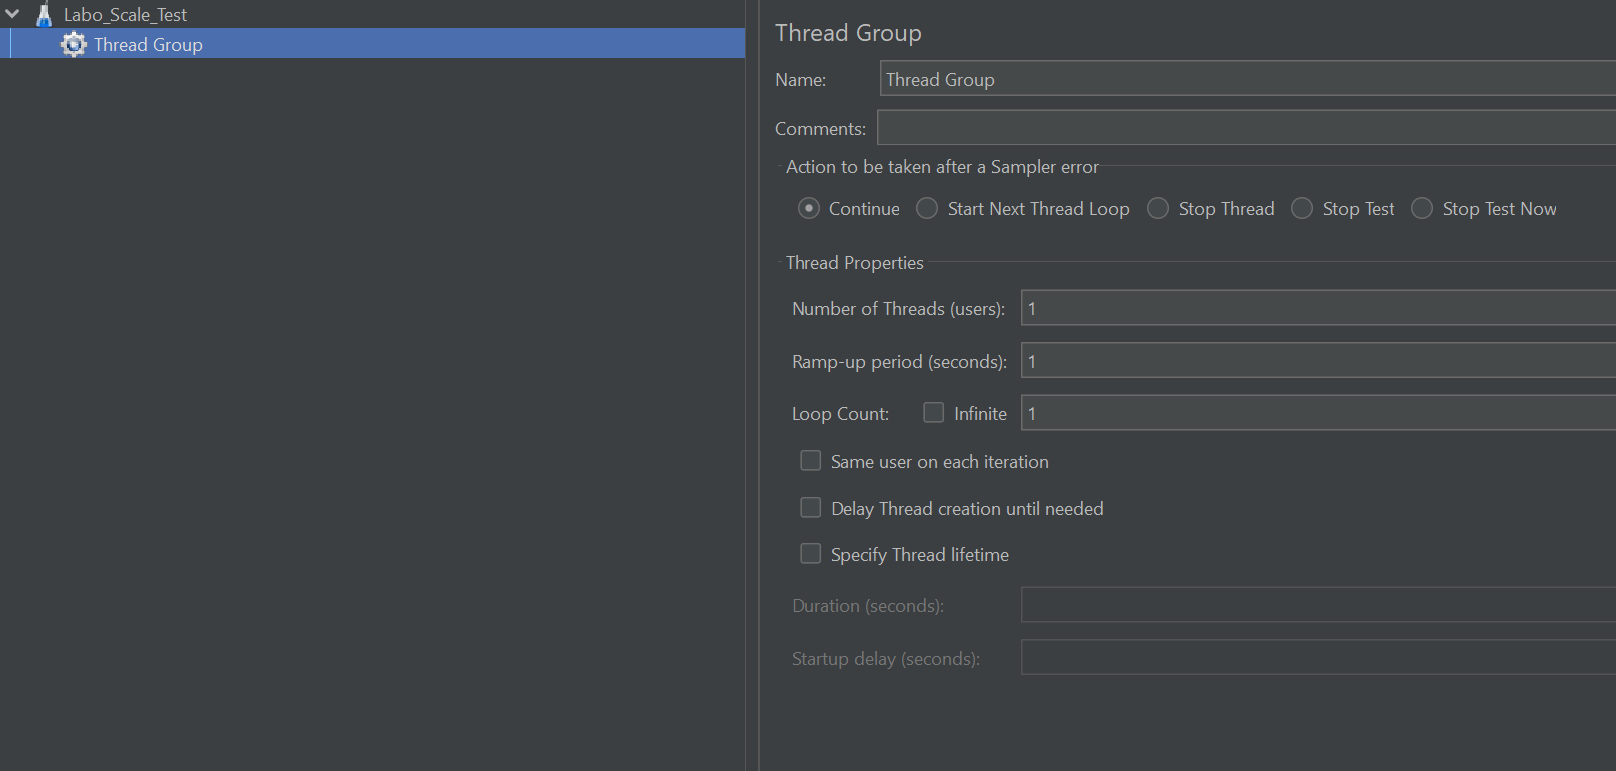 Labo_Scale_Test
Thread Group
Thread Group
Name: Thread Group
Comments:
Action to be taken after a Sampler error
Continue Start Next Thread Loop Stop Thread Stop Test Stop Test Now
Thread Properties
Number of Threads (users): 1
Ramp-up period (seconds): 1
Loop Count: Infinite 1
Same user on each iteration
Delay Thread creation until needed
Specify Thread lifetime
Duration (seconds):
Startup delay (seconds):